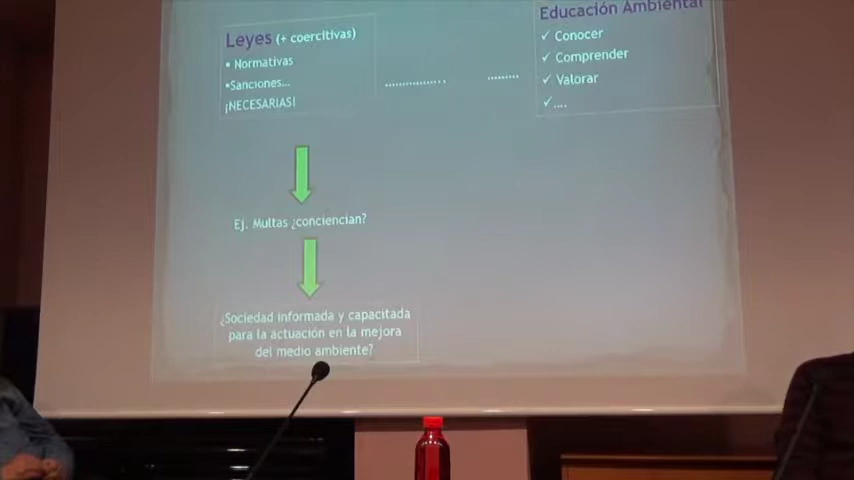 Leyes (+ coercitivas)
• Normativas
•Sanciones...
¡NECESARIAS!
Educación Ambiental
✓ Conocer
✓ Comprender
✓ Valorar
✓....
Ej. Multas ¿conciencian?
¿Sociedad informada y capacitada
para la actuación en la mejora
del medio ambiente?